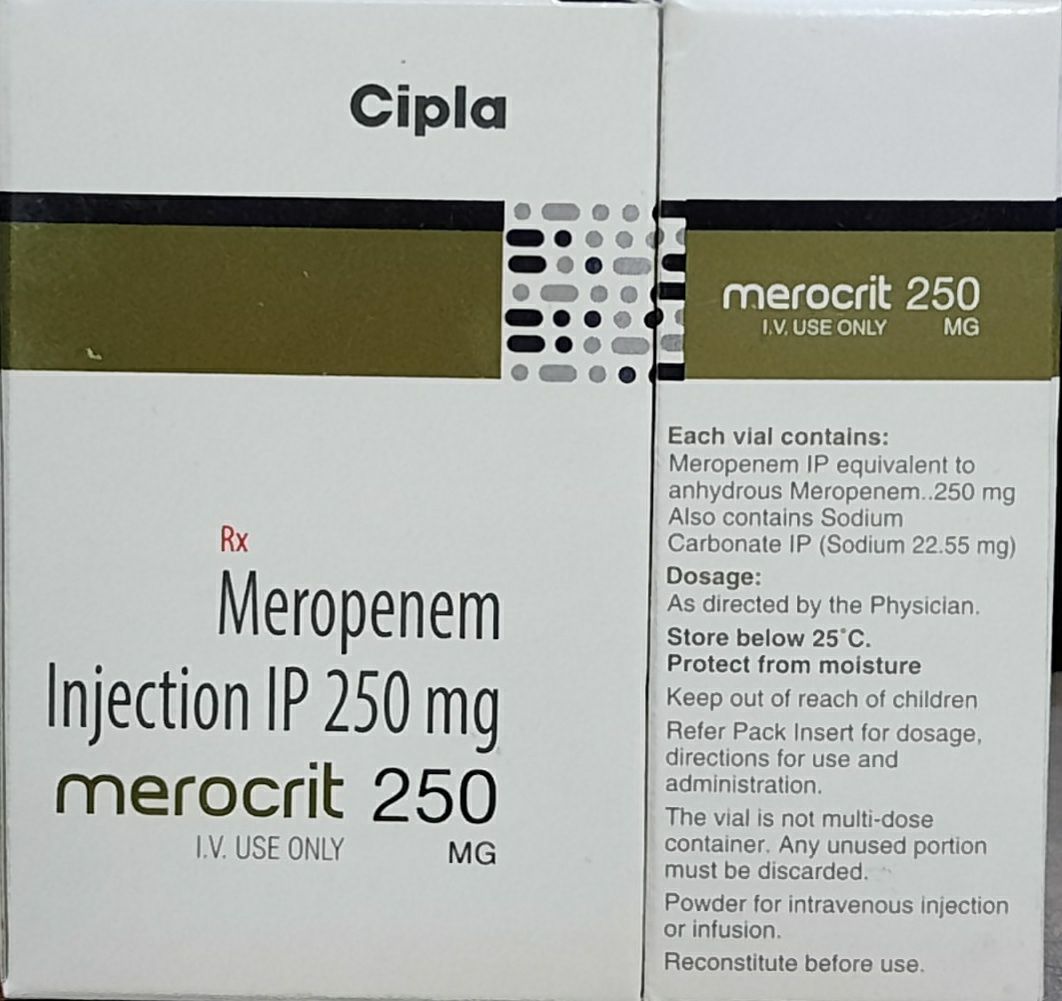 Cipla
Rx
Meropenem
Injection IP 250 mg
merocrit 250
I.V. USE ONLY MG
merocrit 250
I.V. USE ONLY MG
Each vial contains:
Meropenem IP equivalent to
anhydrous Meropenem..250 mg
Also contains Sodium
Carbonate IP (Sodium 22.55 mg)
Dosage:
As directed by the Physician.
Store below 25°C.
Protect from moisture
Keep out of reach of children
Refer Pack Insert for dosage,
directions for use and
administration.
The vial is not multi-dose
container. Any unused portion
must be discarded.
Powder for intravenous injection
or infusion.
Reconstitute before use.